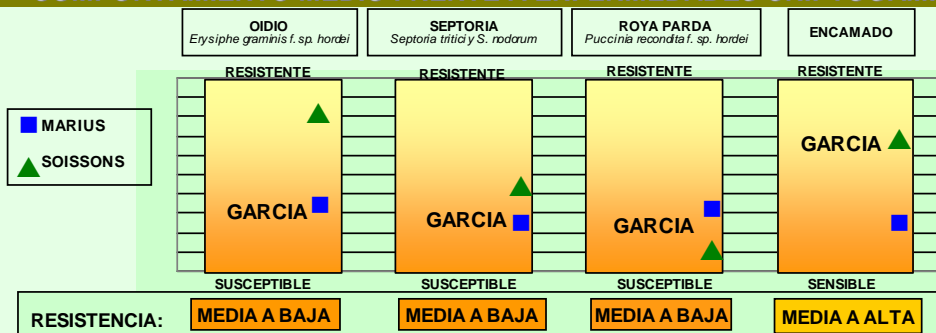 OIDIO
Erysiphe graminis f. sp. hordei
SEPTORIA
Septoria tritici y S. nodorum
ROYA PARDA
Puccinia recondita f. sp. hordei
ENCAMADO
RESISTENTE RESISTENTE RESISTENTE RESISTENTE
MARIUS
SOISSONS
GARCIA GARCIA GARCIA GARCIA
SUSCEPTIBLE SUSCEPTIBLE SUSCEPTIBLE SENSIBLE
RESISTENCIA: MEDIA A BAJA MEDIA A BAJA MEDIA A BAJA MEDIA A ALTA